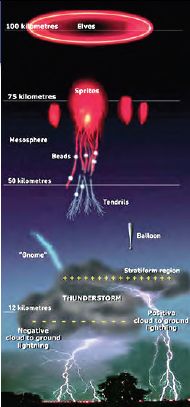 100 kilometres
Elves
75 kilometres
Sprites
Mesosphere
Beads
50 kilometres
Tendrils
Balloon
"Gnome"
Stratiform region
THUNDERSTORM
12 kilometres
Positive
cloud to ground
lightning
Negative
cloud to ground
lightning